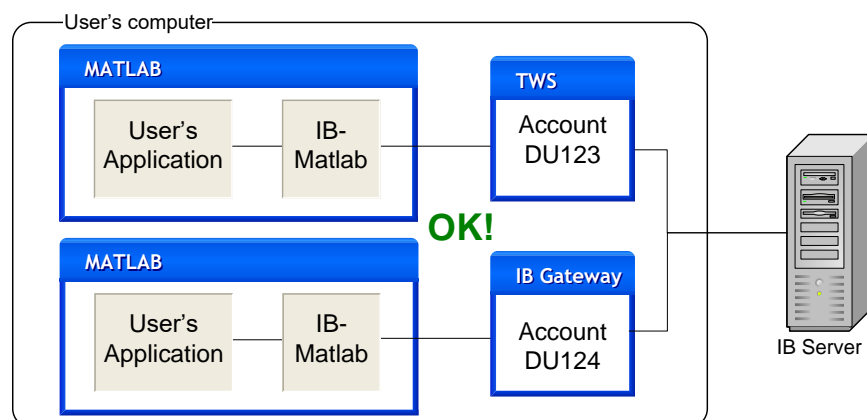 User’s computer
MATLAB
User’s
Application
IB-
Matlab
TWS
Account
DU123
OK!
MATLAB
User’s
Application
IB-
Matlab
IB Gateway
Account
DU124
IB Server